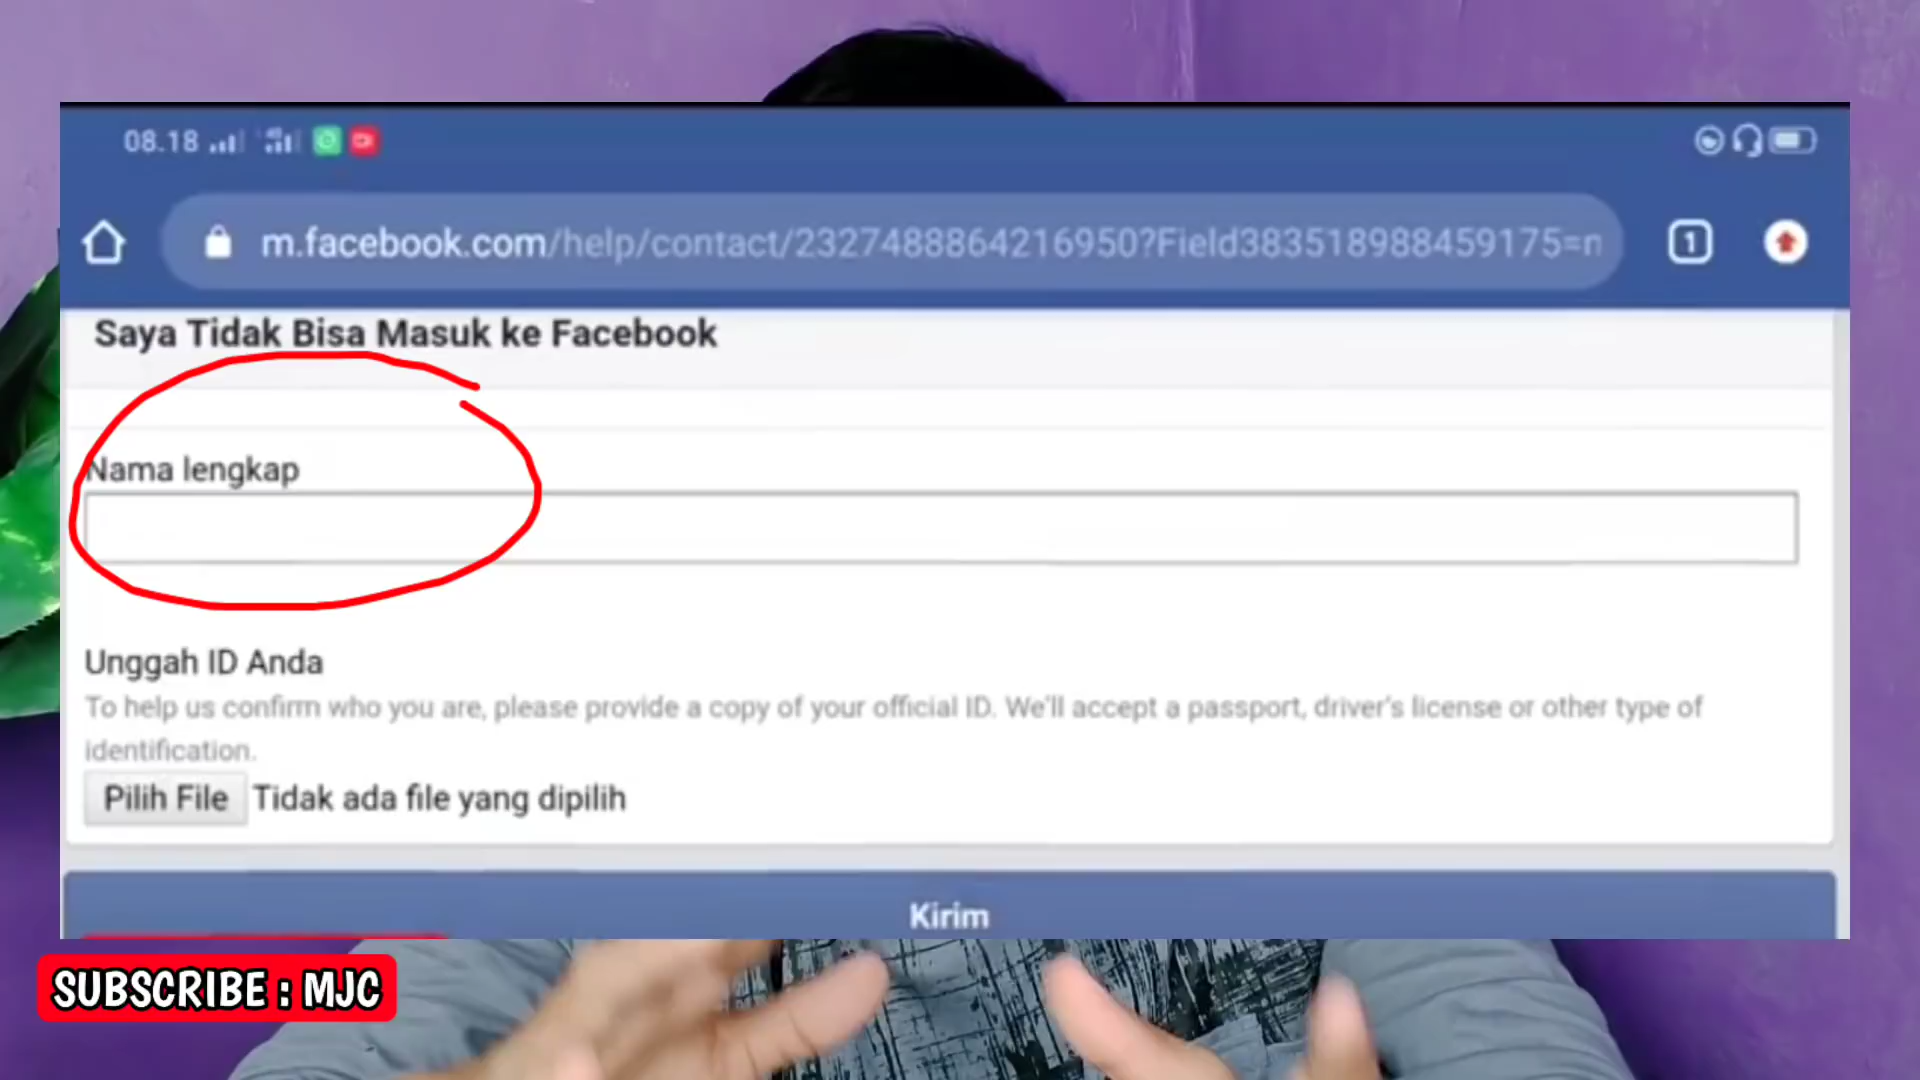 08.18
m.facebook.com/help/contact/2327488864216950?Field383518988459175=n
1
Saya Tidak Bisa Masuk ke Facebook
Nama lengkap
Unggah ID Anda
To help us confirm who you are, please provide a copy of your official ID. We'll accept a passport, driver's license or other type of
identification.
Pilih File Tidak ada file yang dipilih
Kirim
SUBSCRIBE : MJC